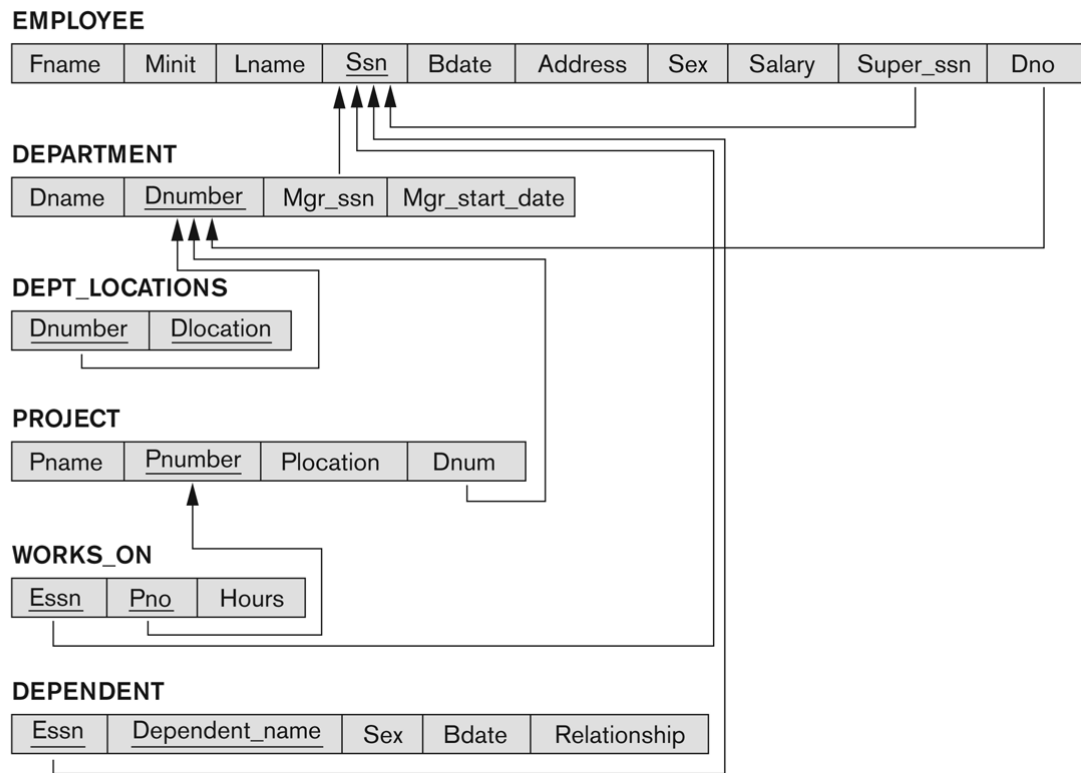 EMPLOYEE
Fname Minit Lname Ssn Bdate Address Sex Salary Super_ssn Dno
DEPARTMENT
Dname Dnumber Mgr_ssn Mgr_start_date
DEPT_LOCATIONS
Dnumber Dlocation
PROJECT
Pname Pnumber Plocation Dnum
WORKS_ON
Essn Pno Hours
DEPENDENT
Essn Dependent_name Sex Bdate Relationship